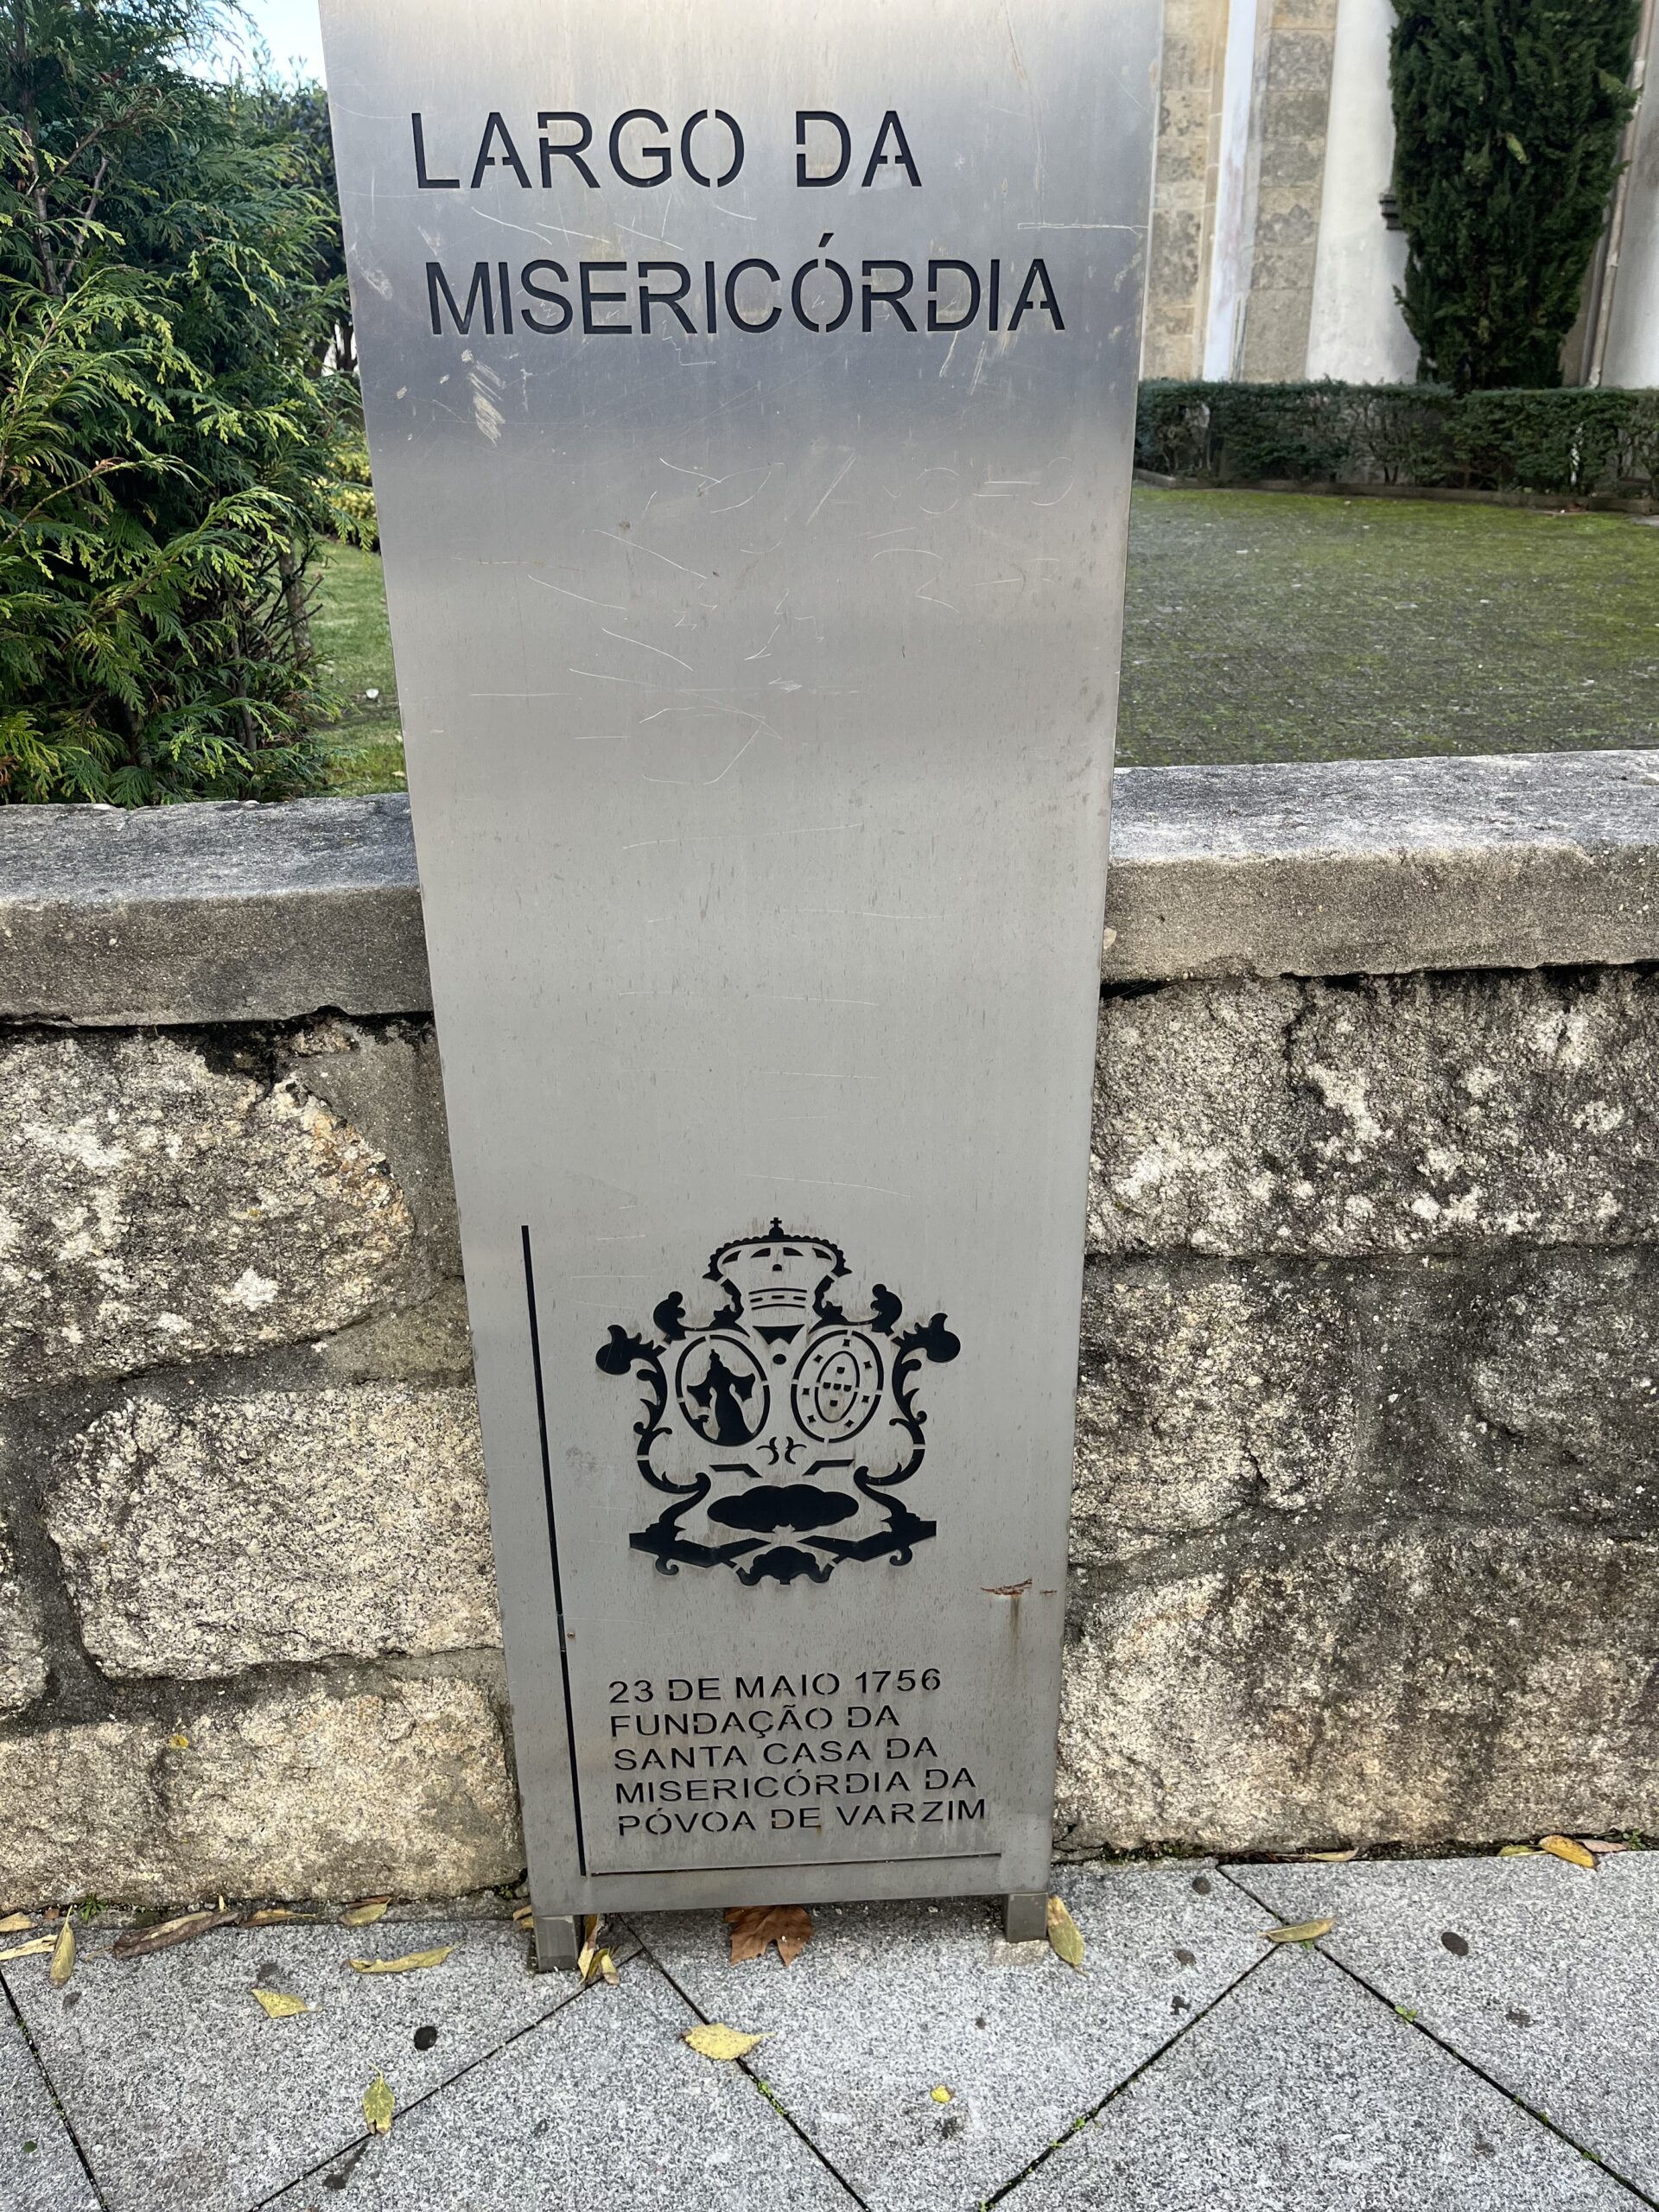 LARGO DA
MISERICÓRDIA
23 DE MAIO 1756
FUNDAÇÃO DA
SANTA CASA DA
MISERICÓRDIA DA
PÓVOA DE VARZIM